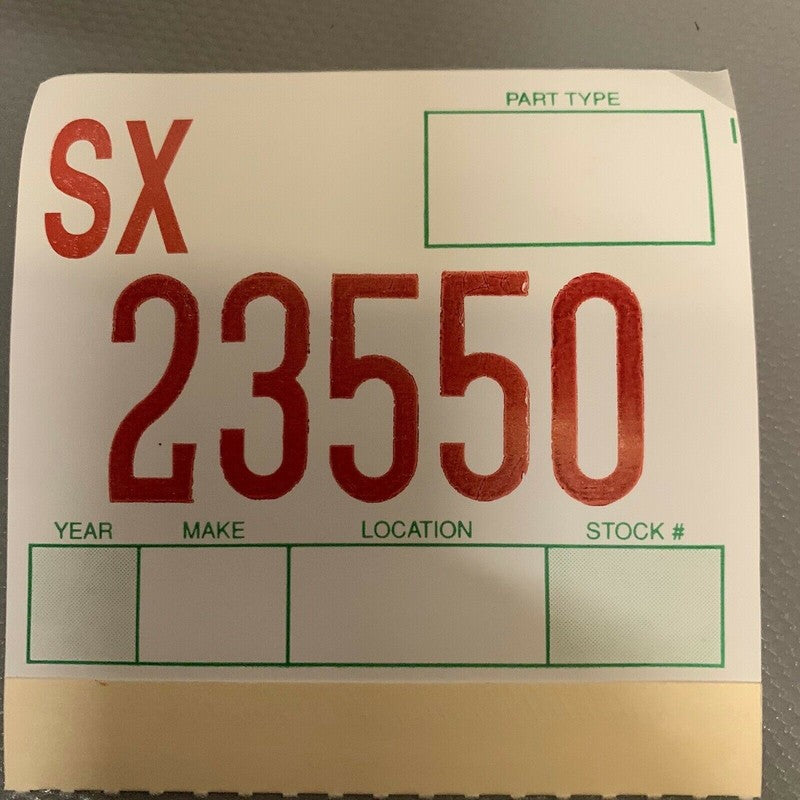 PART TYPE
SX
23550
YEAR MAKE LOCATION STOCK #